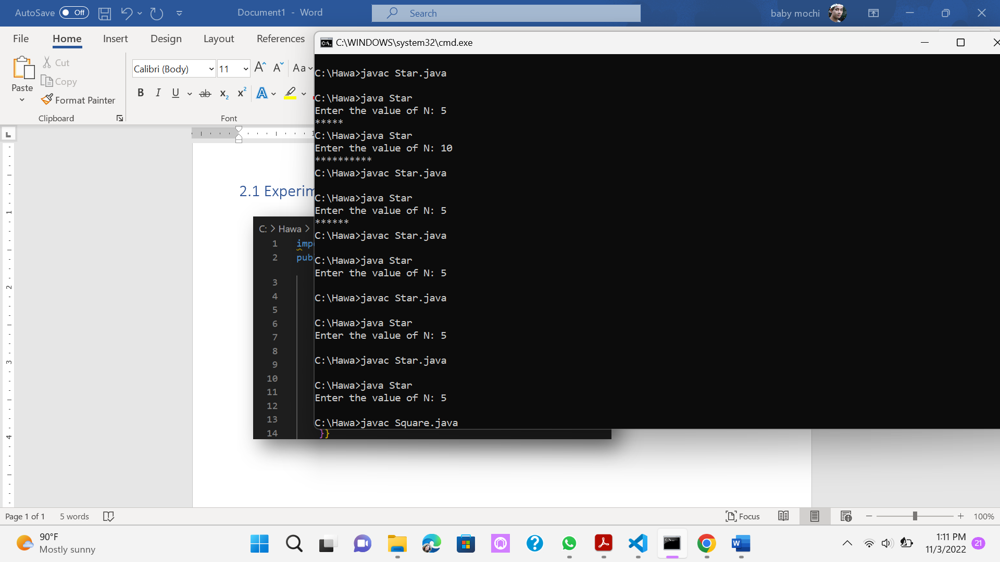 AutoSave Off Document1 - Word Search baby mochi
File Home Insert Design Layout References
C:\WINDOWS\system32\cmd.exe
Paste
Cut
Copy
Format Painter
Clipboard
Calibri (Body) 11 Aa
B I U ab x2 x2 A
Font
C:\Hawa>javac Star.java
C:\Hawa>java Star
Enter the value of N: 5
*****
C:\Hawa>java Star
Enter the value of N: 10
**********
C:\Hawa>javac Star.java
C:\Hawa>java Star
Enter the value of N: 5
******
C:\Hawa>javac Star.java
C:\Hawa>java Star
Enter the value of N: 5
C:\Hawa>javac Star.java
C:\Hawa>java Star
Enter the value of N: 5
C:\Hawa>javac Star.java
C:\Hawa>java Star
Enter the value of N: 5
C:\Hawa>javac Square.java
1
1
2
3
4
2.1 Experim
C: > Hawa >
1 imp
2 pub
3
4
5
6
7
8
9
10
11
12
13
14 }}
Page 1 of 1 5 words Focus 100%
90°F
Mostly sunny
1:11 PM
11/3/2022
21